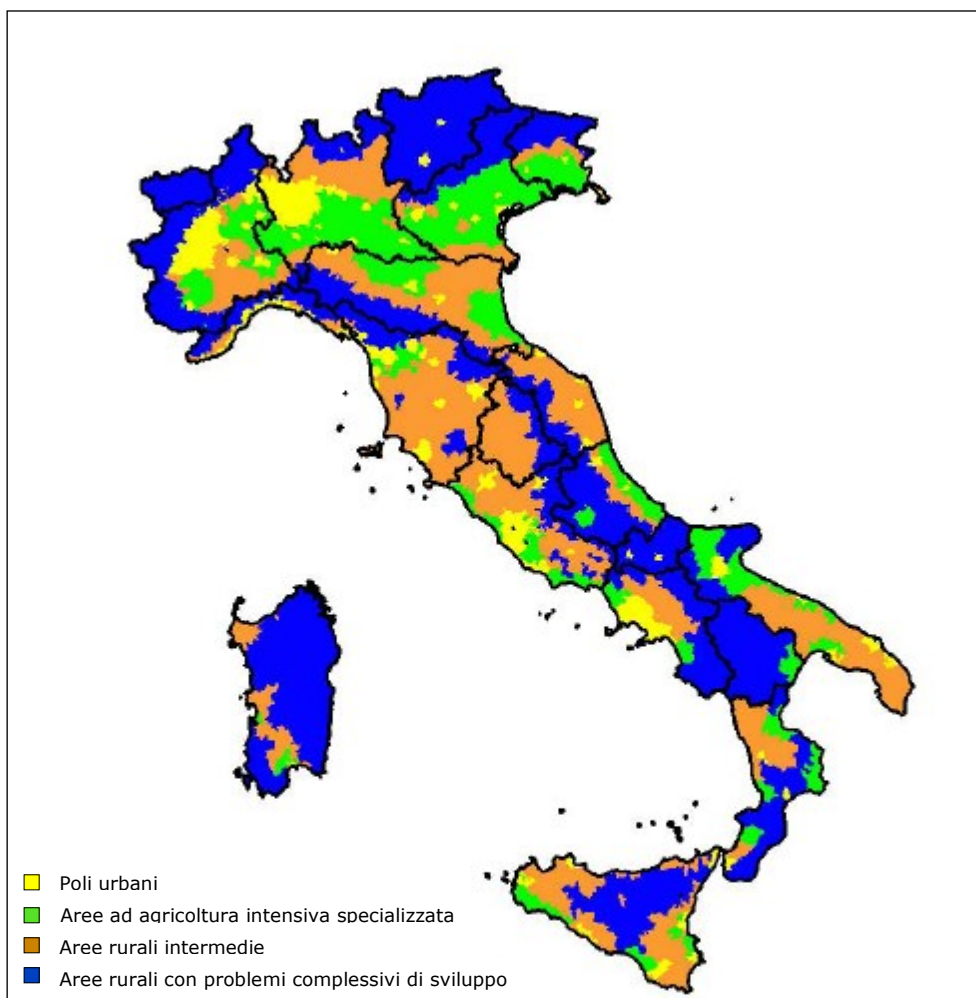 Poli urbani
Aree ad agricoltura intensiva specializzata
Aree rurali intermedie
Aree rurali con problemi complessivi di sviluppo